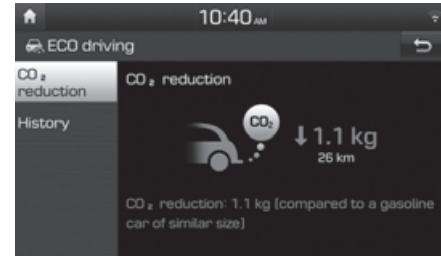 10:40 AM
ECO driving
CO₂
reduction
History
CO₂ reduction
CO₂
↓1.1 kg
26 km
CO₂ reduction: 1.1 kg (compared to a gasoline
car of similar size)